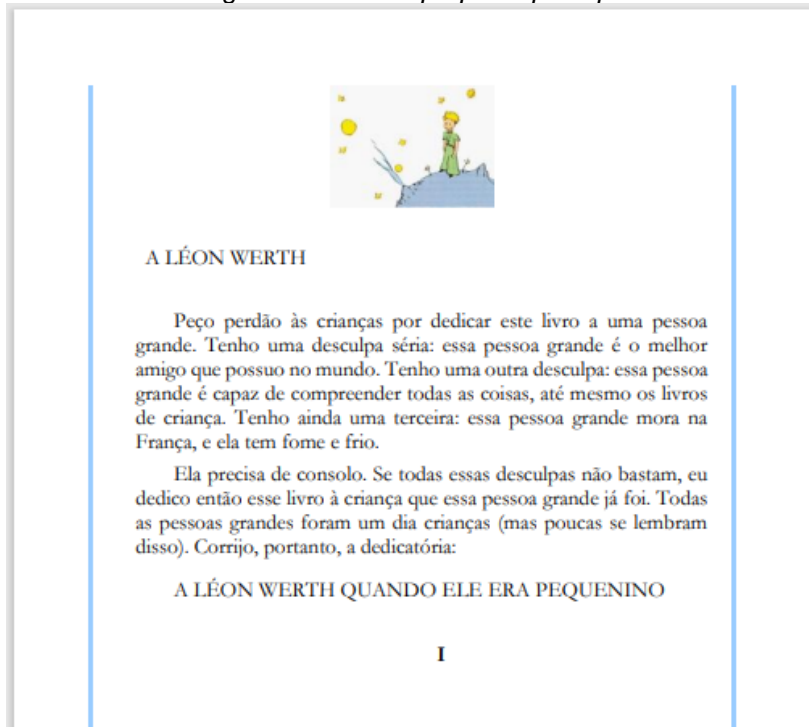 A LÉON WERTH
Peço perdão às crianças por dedicar este livro a uma pessoa
grande. Tenho uma desculpa séria: essa pessoa grande é o melhor
amigo que possuo no mundo. Tenho uma outra desculpa: essa pessoa
grande é capaz de compreender todas as coisas, até mesmo os livros
de criança. Tenho ainda uma terceira: essa pessoa grande mora na
França, e ela tem fome e frio.
Ela precisa de consolo. Se todas essas desculpas não bastam, eu
dedico então esse livro à criança que essa pessoa grande já foi. Todas
as pessoas grandes foram um dia crianças (mas poucas se lembram
disso). Corrijo, portanto, a dedicatória:
A LÉON WERTH QUANDO ELE ERA PEQUENINO
I